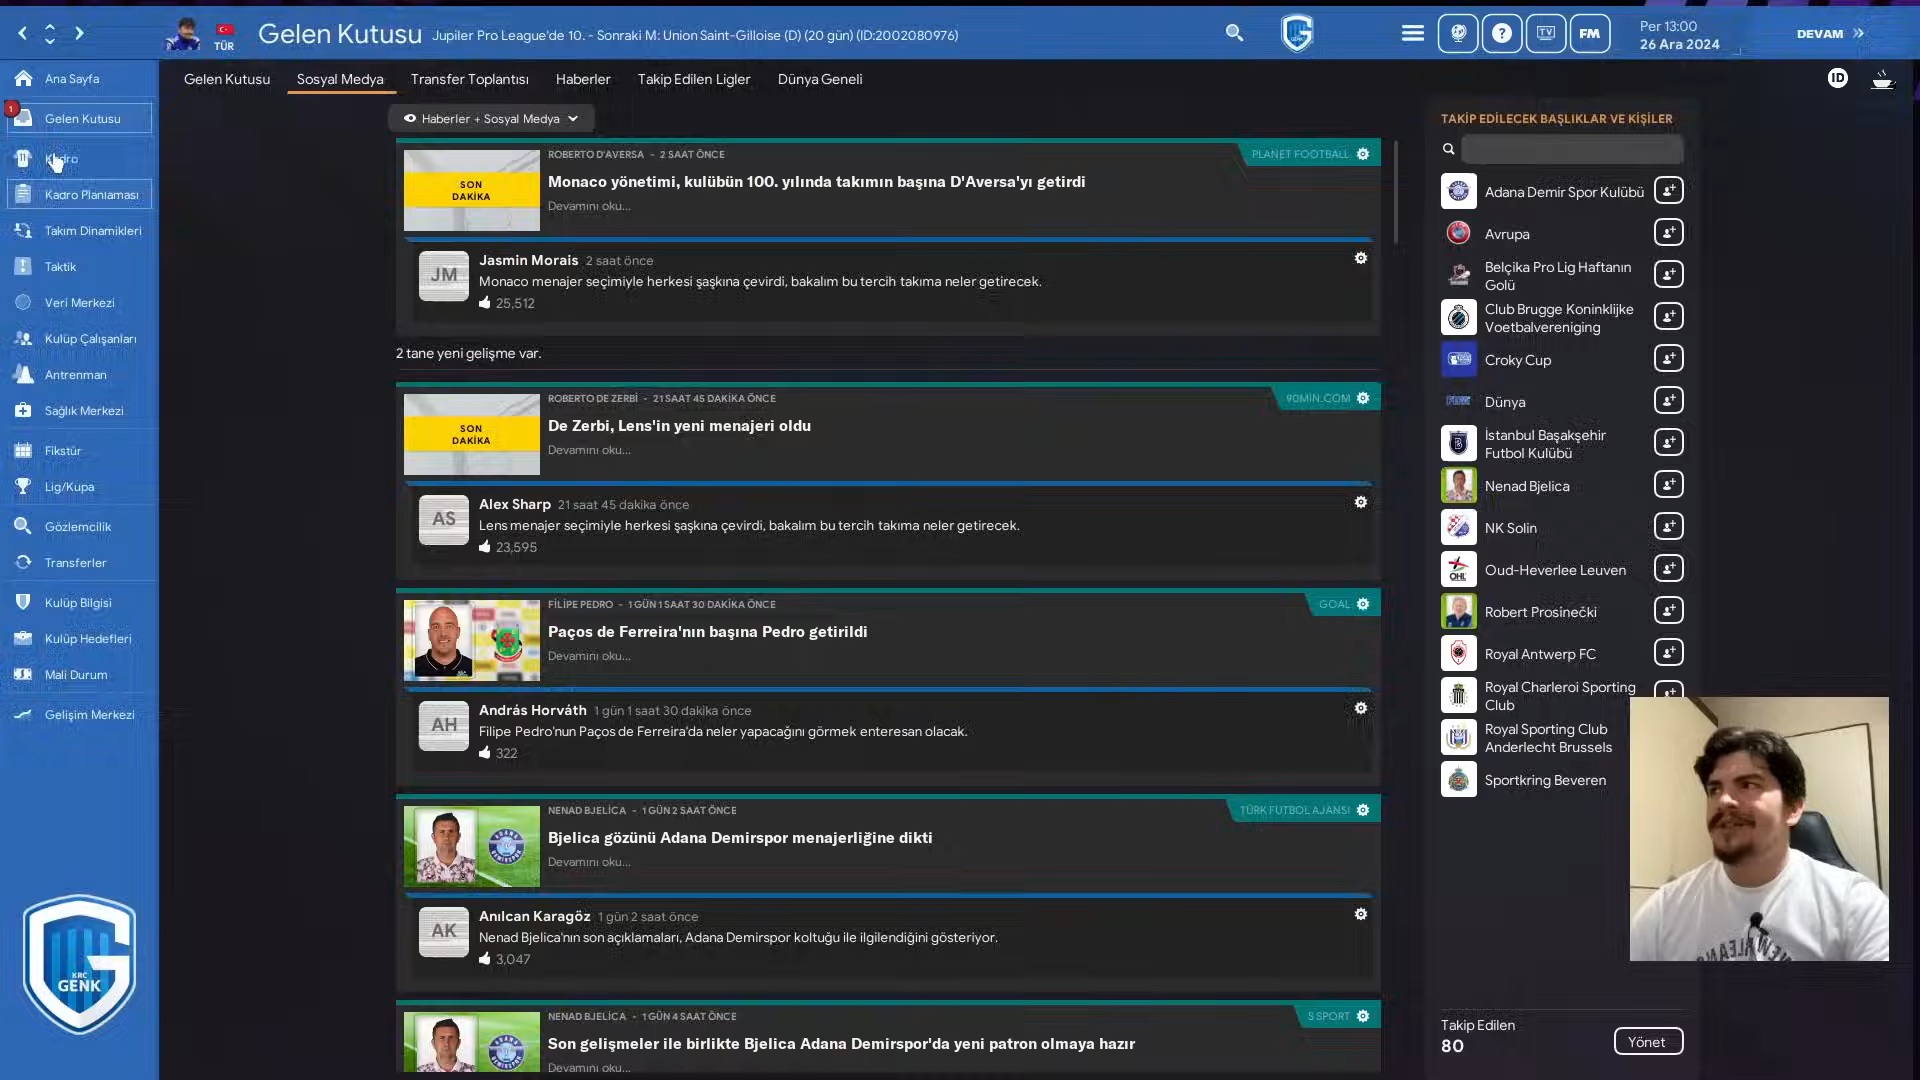 TÜR
Gelen Kutusu
Jupiler Pro League'de 10. - Sonraki M: Union Saint-Gilloise (D) (20 gün) (ID:2002080976)
GENK
?
TV
FM
Per 13:00
26 Ara 2024
DEVAM
Ana Sayfa
1
Gelen Kutusu
Kadro
Kadro Planlaması
Takım Dinamikleri
Taktik
Veri Merkezi
Kulüp Çalışanları
Antrenman
Sağlık Merkezi
Fikstür
Lig/Kupa
Gözlemcilik
Transferler
Kulüp Bilgisi
Kulüp Hedefleri
Mali Durum
Gelişim Merkezi
KRC
GENK
Gelen Kutusu
Sosyal Medya
Transfer Toplantısı
Haberler
Takip Edilen Ligler
Dünya Geneli
ID
Haberler + Sosyal Medya
SON
DAKİKA
ROBERTO D'AVERSA - 2 SAAT ÖNCE
PLANET FOOTBALL
Monaco yönetimi, kulübün 100. yılında takımın başına D'Aversa'yı getirdi
Devamını oku...
JM
Jasmin Morais 2 saat önce
Monaco menajer seçimiyle herkesi şaşkına çevirdi, bakalım bu tercih takıma neler getirecek.
25,512
2 tane yeni gelişme var.
SON
DAKİKA
ROBERTO DE ZERBİ - 21 SAAT 45 DAKİKA ÖNCE
90MIN.COM
De Zerbi, Lens'in yeni menajeri oldu
Devamını oku...
AS
Alex Sharp 21 saat 45 dakika önce
Lens menajer seçimiyle herkesi şaşkına çevirdi, bakalım bu tercih takıma neler getirecek.
23,595
FİLİPE PEDRO - 1 GÜN 1 SAAT 30 DAKİKA ÖNCE
GOAL
Paços de Ferreira'nın başına Pedro getirildi
Devamını oku...
AH
András Horváth 1 gün 1 saat 30 dakika önce
Filipe Pedro'nun Paços de Ferreira'da neler yapacağını görmek enteresan olacak.
322
NENAD BJELİCA - 1 GÜN 2 SAAT ÖNCE
TÜRK FUTBOL AJANSI
Bjelica gözünü Adana Demirspor menajerliğine dikti
Devamını oku...
AK
Anılcan Karagöz 1 gün 2 saat önce
Nenad Bjelica'nın son açıklamaları, Adana Demirspor koltuğu ile ilgilendiğini gösteriyor.
3,047
NENAD BJELİCA - 1 GÜN 4 SAAT ÖNCE
S SPORT
Son gelişmeler ile birlikte Bjelica Adana Demirspor'da yeni patron olmaya hazır
Devamını oku...
TAKİP EDİLECEK BAŞLIKLAR VE KİŞİLER
Adana Demir Spor Kulübü
Avrupa
Belçika Pro Lig Haftanın
Golü
Club Brugge Koninklijke
Voetbalvereniging
Croky Cup
Dünya
İstanbul Başakşehir
Futbol Kulübü
Nenad Bjelica
NK Solin
OHL
Oud-Heverlee Leuven
Robert Prosinečki
Royal Antwerp FC
Royal Charleroi Sporting
Club
Royal Sporting Club
Anderlecht Brussels
Sportkring Beveren
Takip Edilen
80
Yönet